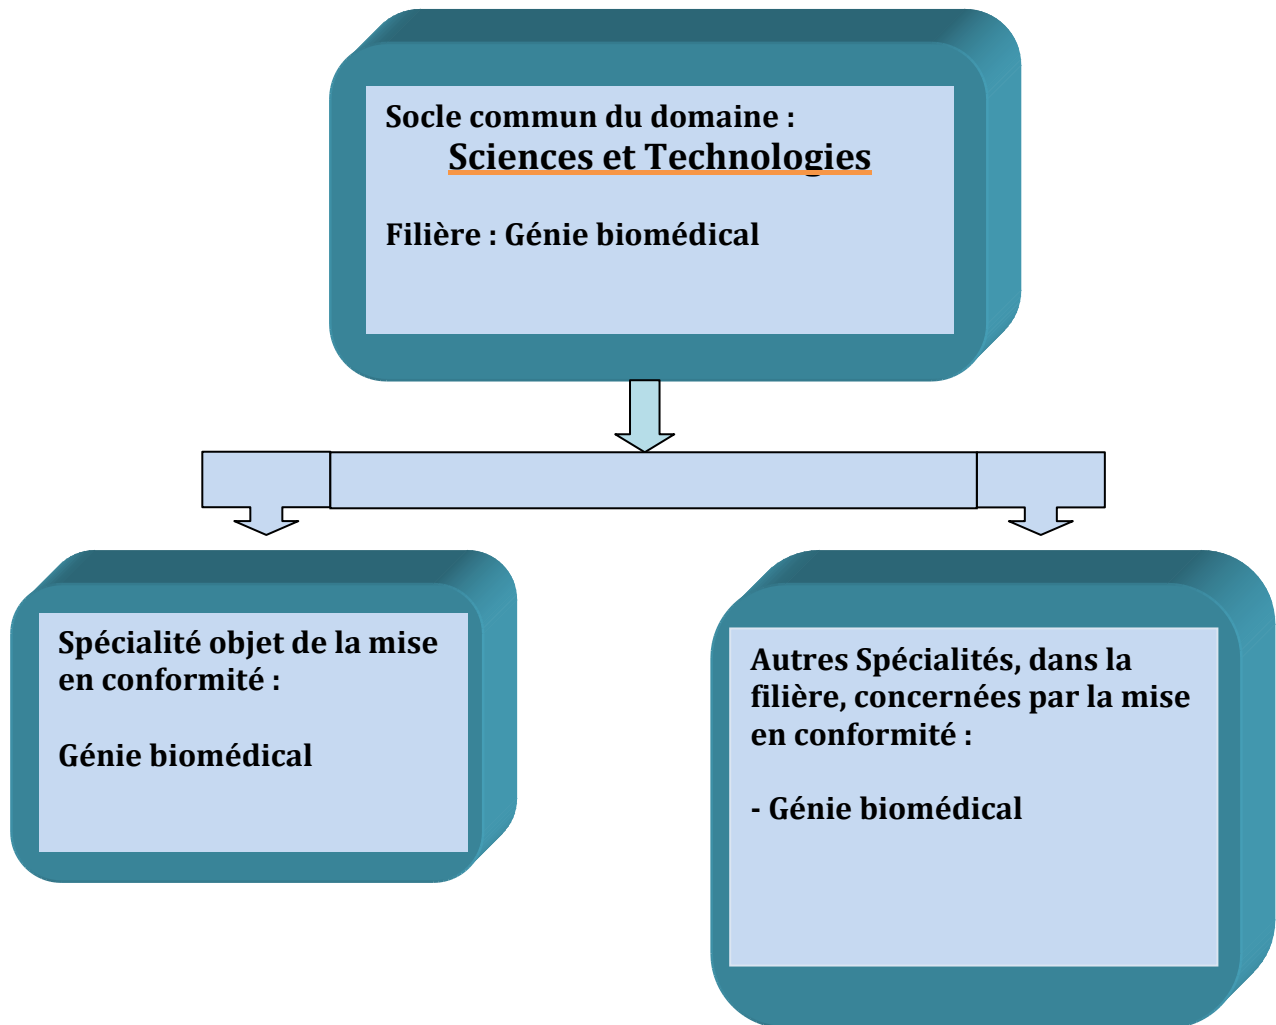 Socle commun du domaine :
Sciences et Technologies
Filière : Génie biomédical
Spécialité objet de la mise
en conformité :
Génie biomédical
Autres Spécialités, dans la
filière, concernées par la mise
en conformité :
- Génie biomédical